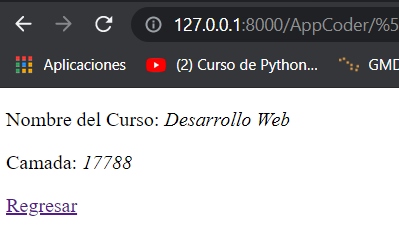 127.0.0.1:8000/AppCoder/%5
Aplicaciones (2) Curso de Python... GMD
Nombre del Curso: Desarrollo Web
Camada: 17788
Regresar